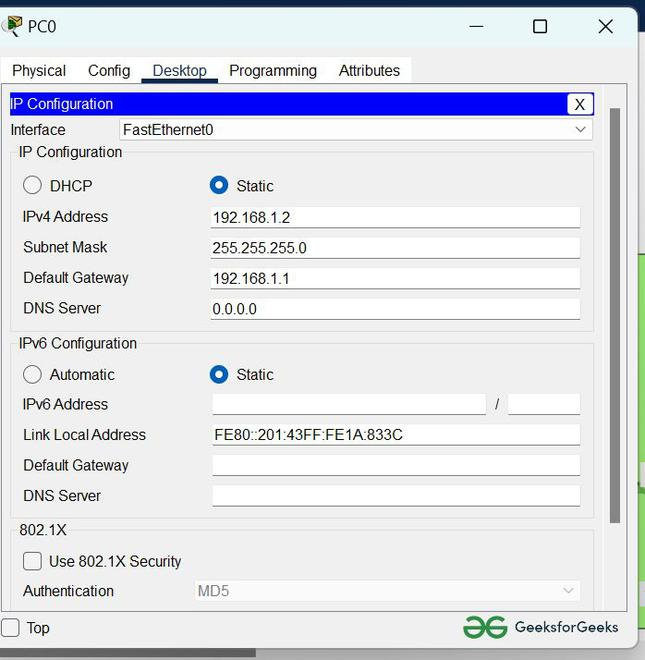 PC0
Physical Config Desktop Programming Attributes
IP Configuration X
Interface FastEthernet0
IP Configuration
DHCP Static
IPv4 Address 192.168.1.2
Subnet Mask 255.255.255.0
Default Gateway 192.168.1.1
DNS Server 0.0.0.0
IPv6 Configuration
Automatic Static
IPv6 Address /
Link Local Address FE80::201:43FF:FE1A:833C
Default Gateway
DNS Server
802.1X
Use 802.1X Security
Authentication MD5
Top GeeksforGeeks